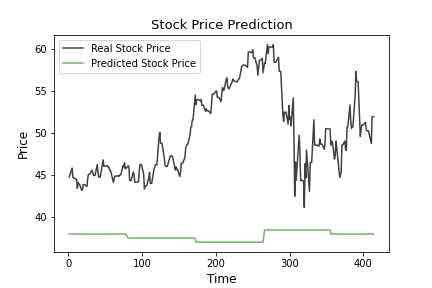 Stock Price Prediction
Real Stock Price
Predicted Stock Price
60
55
50
45
40
Price
0 100 200 300 400
Time